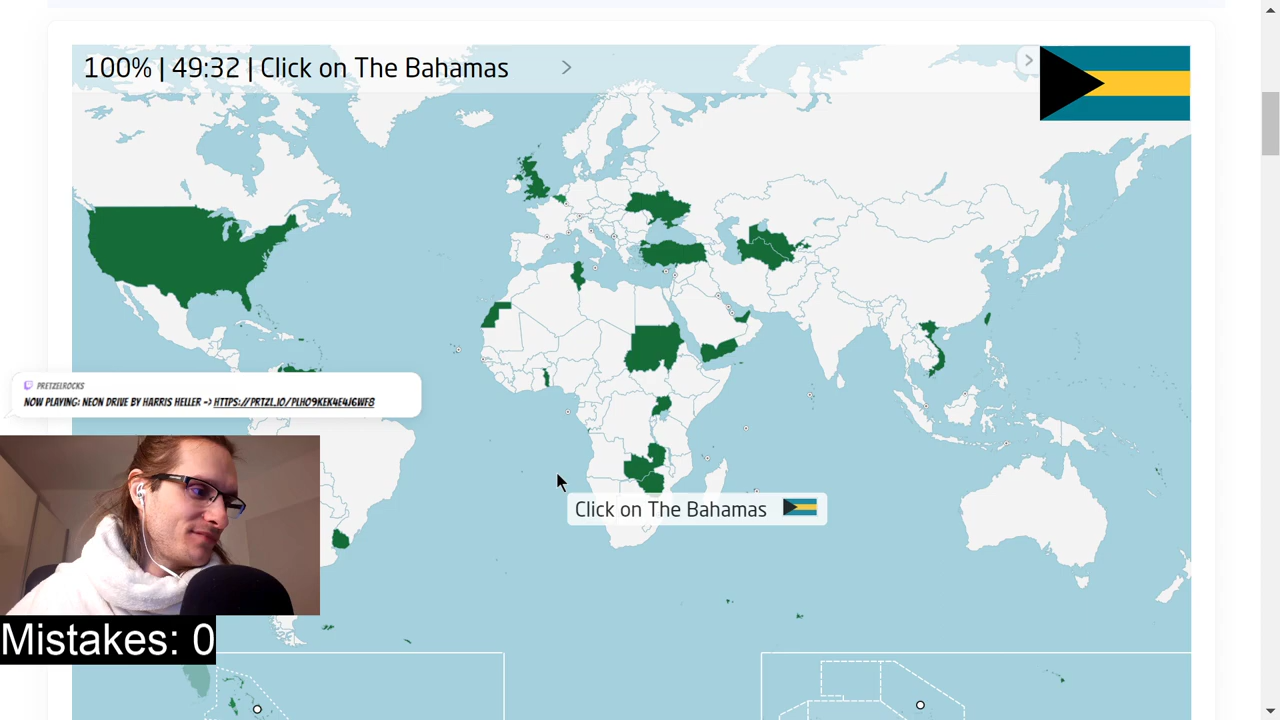 100% | 49:32 | Click on The Bahamas
PRETZELROCKS
NOW PLAYING: NEON DRIVE BY HARRIS HELLER -> HTTPS://PRTZL.IO/PLHO9KEK4E4J6WF8
Click on The Bahamas
Mistakes: 0